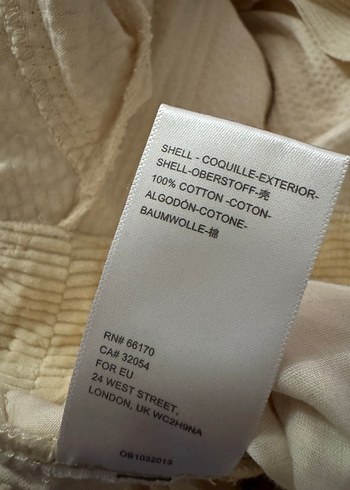 SHELL - COQUILLE-EXTERIOR-
SHELL-OBERSTOFF-壳
100% COTTON -COTON-
ALGODÓN-COTONE-
BAUMWOLLE-棉
RN# 66170
CA# 32054
FOR EU
24 WEST STREET,
LONDON, UK WC2H9NA
OB1022013